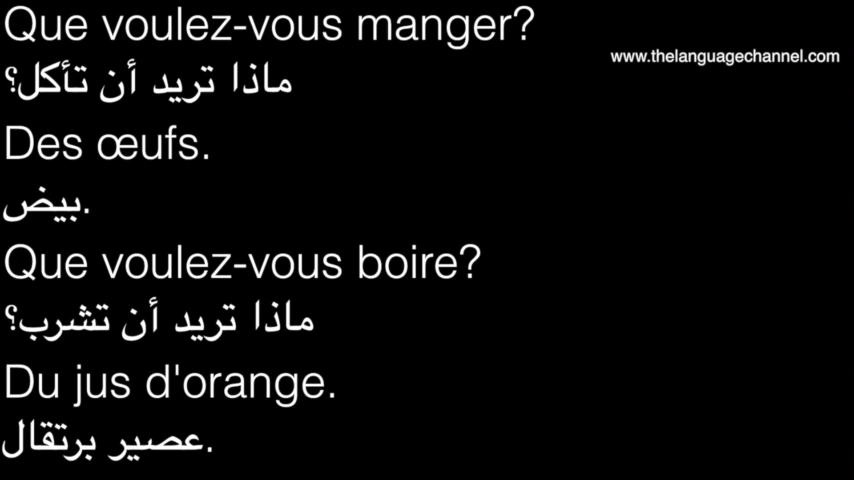 Que voulez-vous manger?
www.thelanguagechannel.com
ماذا تريد أن تأكل؟
Des œufs.
بيض.
Que voulez-vous boire?
ماذا تريد أن تشرب؟
Du jus d'orange.
عصير برتقال.